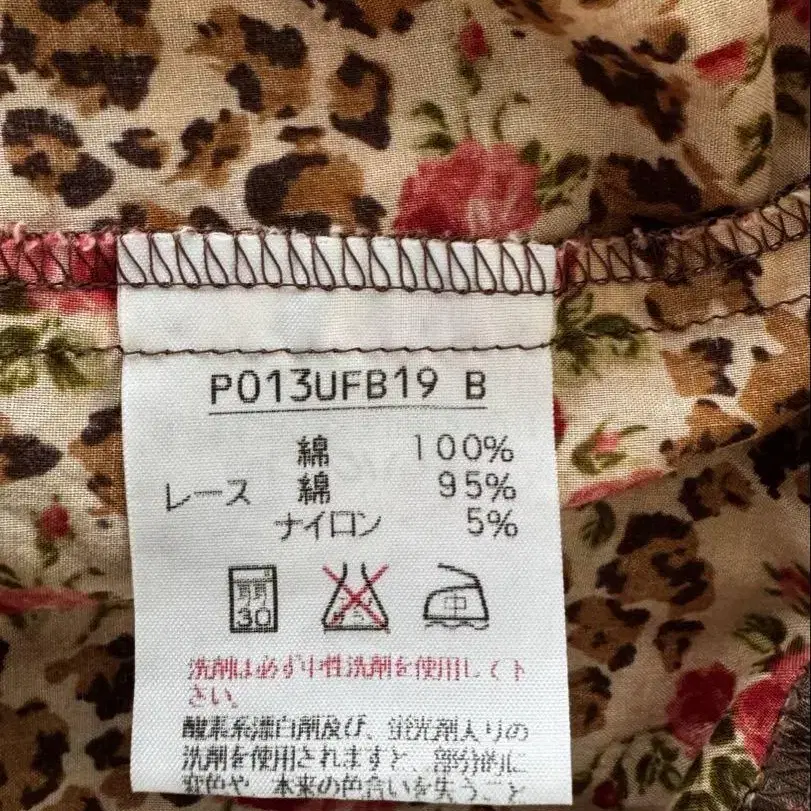 P013UFB19 B
綿 100%
レース 綿 95%
ナイロン 5%
弱
30
中
洗剤は必ず中性洗剤を使用して下
さい。
酸素系漂白剤及び、蛍光剤入りの
洗剤を使用されますと、部分的に
変色や、本来の色合いを失うこと